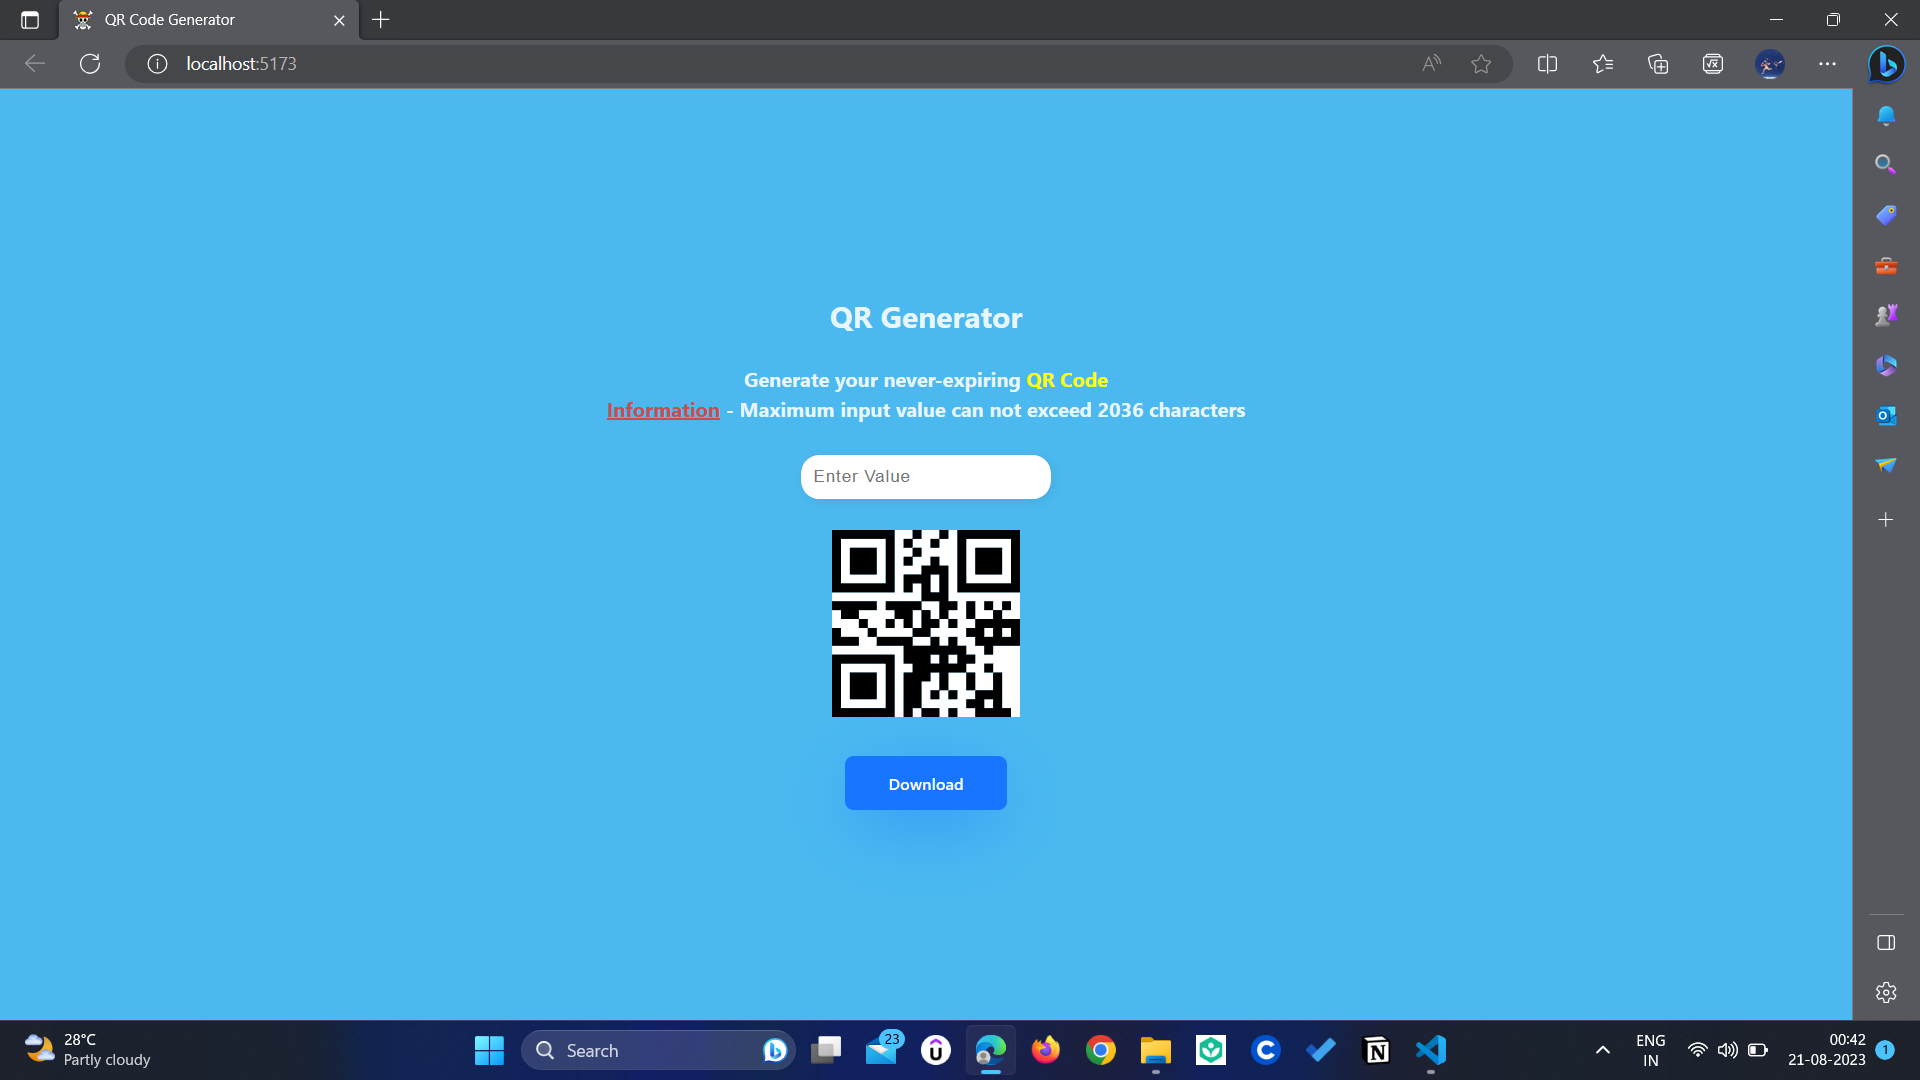 QR Code Generator
localhost:5173
QR Generator
Generate your never-expiring QR Code
Information - Maximum input value can not exceed 2036 characters
Enter Value
Download
28°C
Partly cloudy
Search
23
ENG
IN
00:42
21-08-2023
1